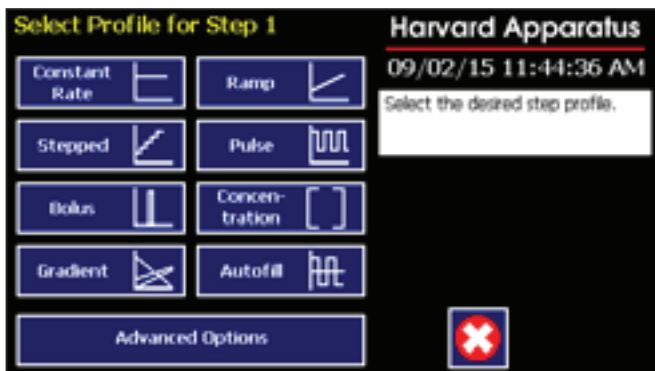 Select Profile for Step 1
Harvard Apparatus
09/02/15 11:44:36 AM
Select the desired step profile.
Constant
Rate
Ramp
Stepped
Pulse
Bolus
Concen-
tration
Gradient
Autofill
Advanced Options